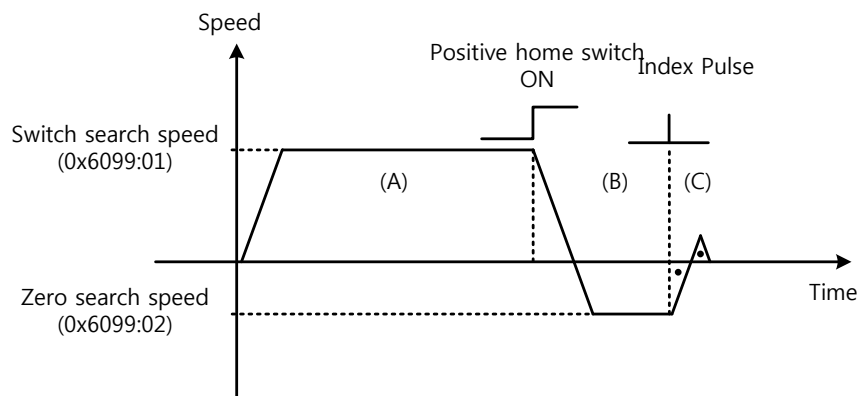 Speed
Positive home switch
ON
Index Pulse
Switch search speed
(0x6099:01)
(A)
(B)
(C)
Zero search speed
(0x6099:02)
Time